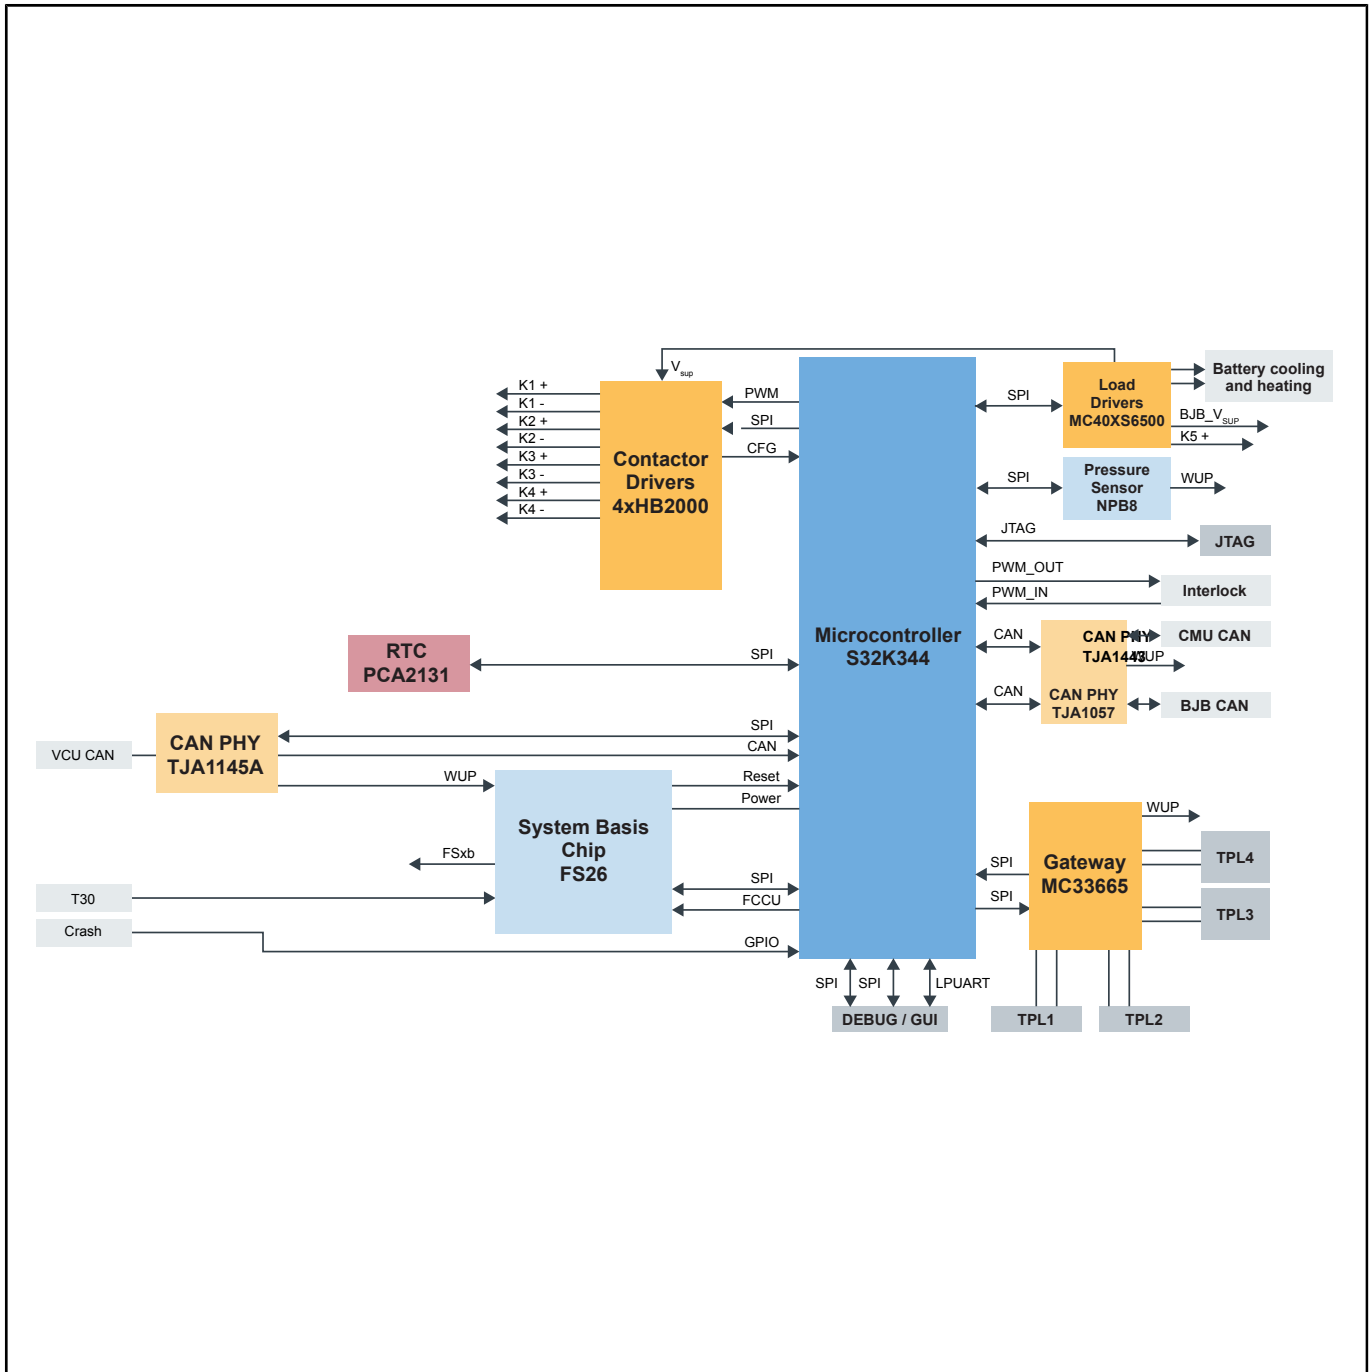 V sup
K1 +
K1 -
K2 +
K2 -
K3 +
K3 -
K4 +
K4 -
Contactor
Drivers
4xHB2000
PWM
SPI
CFG
Microcontroller
S32K344
SPI
Load
Drivers
MC40XS6500
Battery cooling
and heating
BJB_VSUP
K5 +
SPI
Pressure
Sensor
NPB8
WUP
JTAG
JTAG
PWM_OUT
PWM_IN
Interlock
CAN
CAN PHY
TJA1443
WUP
CMU CAN
CAN
CAN PHY
TJA1057
BJB CAN
RTC
PCA2131
SPI
VCU CAN
CAN PHY
TJA1145A
SPI
CAN
WUP
Reset
Power
System Basis
Chip
FS26
FSxb
SPI
FCCU
T30
Crash
GPIO
SPI
SPI
LPUART
DEBUG / GUI
Gateway
MC33665
SPI
SPI
WUP
TPL4
TPL3
TPL1
TPL2